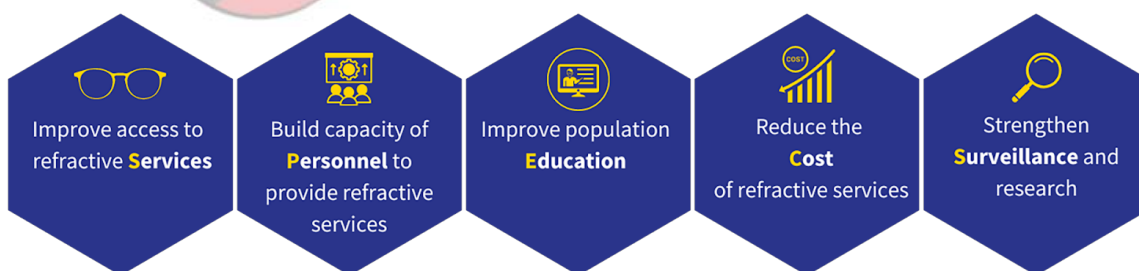 Improve access to
refractive Services
Build capacity of
Personnel to
provide refractive
services
Improve population
Education
COST
Reduce the
Cost
of refractive services
Strengthen
Surveillance and
research